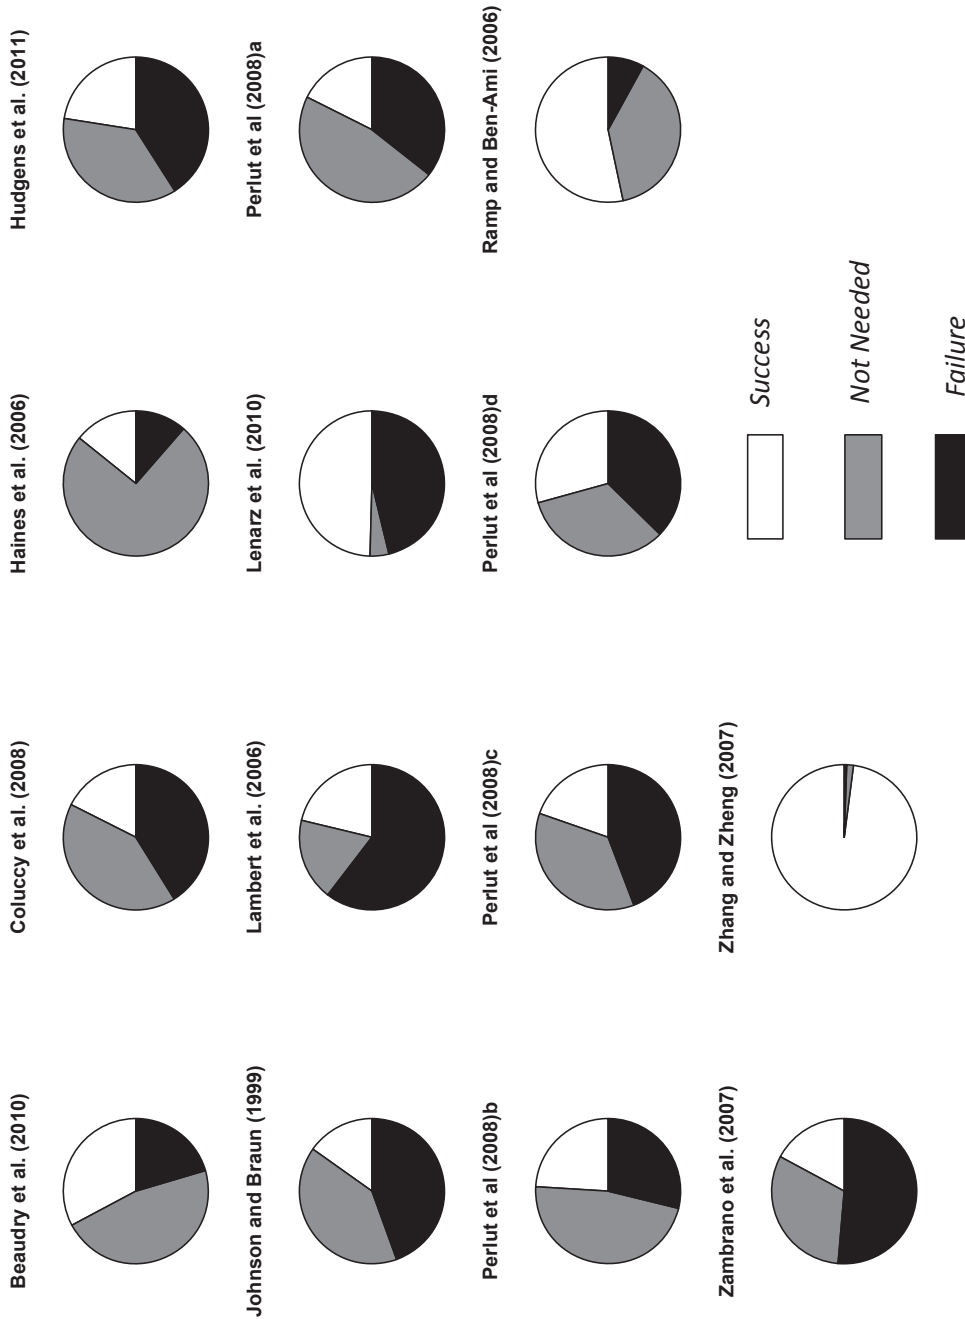 Beaudry et al. (2010)
Coluccy et al. (2008)
Haines et al. (2006)
Hudgens et al. (2011)
Johnson and Braun (1999)
Lambert et al. (2006)
Lenarz et al. (2010)
Perlut et al (2008)a
Perlut et al (2008)b
Perlut et al (2008)c
Perlut et al (2008)d
Ramp and Ben-Ami (2006)
Zambrano et al. (2007)
Zhang and Zheng (2007)
Success
Not Needed
Failure